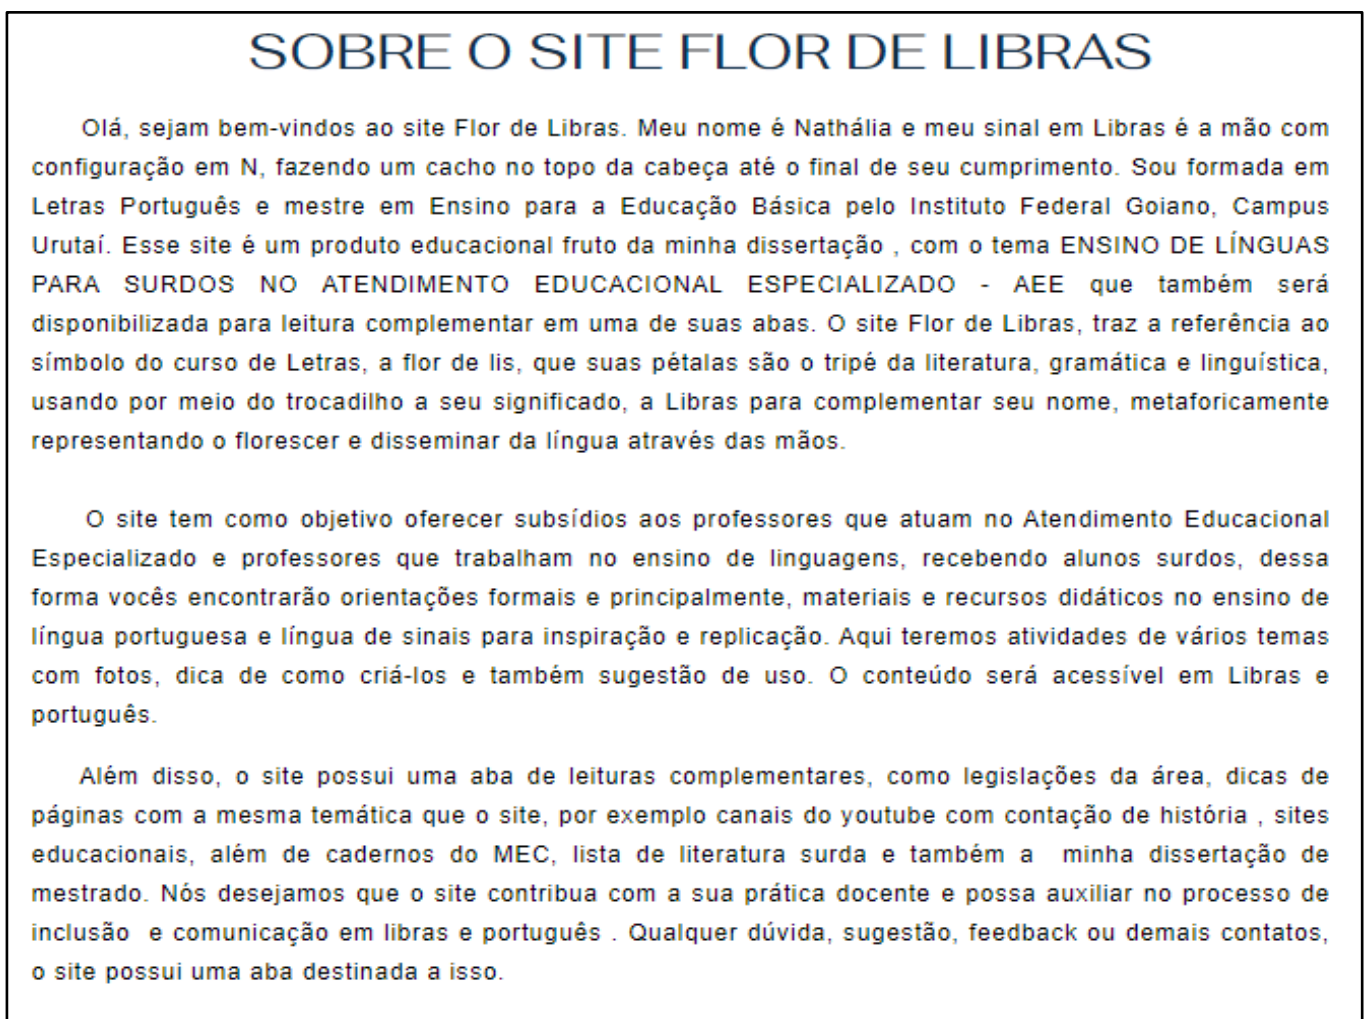 SOBRE O SITE FLOR DE LIBRAS
Olá, sejam bem-vindos ao site Flor de Libras. Meu nome é Nathália e meu sinal em Libras é a mão com
configuração em N, fazendo um cacho no topo da cabeça até o final de seu cumprimento. Sou formada em
Letras Português e mestre em Ensino para a Educação Básica pelo Instituto Federal Goiano, Campus
Urutaí. Esse site é um produto educacional fruto da minha dissertação , com o tema ENSINO DE LÍNGUAS
PARA SURDOS NO ATENDIMENTO EDUCACIONAL ESPECIALIZADO - AEE que também será
disponibilizada para leitura complementar em uma de suas abas. O site Flor de Libras, traz a referência ao
símbolo do curso de Letras, a flor de lis, que suas pétalas são o tripé da literatura, gramática e linguística,
usando por meio do trocadilho a seu significado, a Libras para complementar seu nome, metaforicamente
representando o florescer e disseminar da língua através das mãos.
O site tem como objetivo oferecer subsídios aos professores que atuam no Atendimento Educacional
Especializado e professores que trabalham no ensino de linguagens, recebendo alunos surdos, dessa
forma vocês encontrarão orientações formais e principalmente, materiais e recursos didáticos no ensino de
língua portuguesa e língua de sinais para inspiração e replicação. Aqui teremos atividades de vários temas
com fotos, dica de como criá-los e também sugestão de uso. O conteúdo será acessível em Libras e
português.
Além disso, o site possui uma aba de leituras complementares, como legislações da área, dicas de
páginas com a mesma temática que o site, por exemplo canais do youtube com contação de história , sites
educacionais, além de cadernos do MEC, lista de literatura surda e também a minha dissertação de
mestrado. Nós desejamos que o site contribua com a sua prática docente e possa auxiliar no processo de
inclusão e comunicação em libras e português . Qualquer dúvida, sugestão, feedback ou demais contatos,
o site possui uma aba destinada a isso.